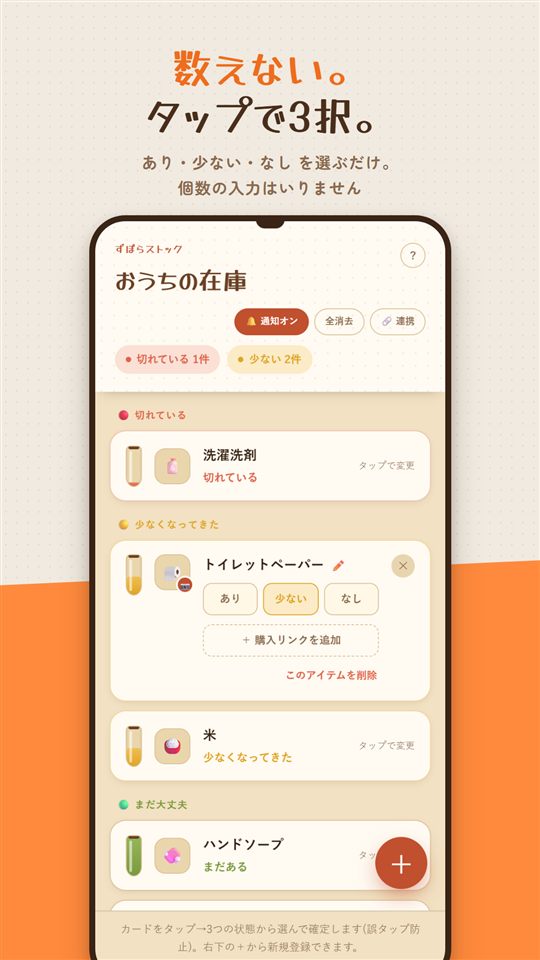 数えない。
タップで3択。
あり・少ない・なし を選ぶだけ。
個数の入力はいりません
ずぼらストック
?
おうちの在庫
通知オン
全消去
連携
切れている 1件
少ない 2件
切れている
洗濯洗剤
切れている
タップで変更
少なくなってきた
トイレットペーパー
あり
少ない
なし
+ 購入リンクを追加
このアイテムを削除
米
少なくなってきた
タップで変更
まだ大丈夫
ハンドソープ
まだある
タッ
カードをタップ→3つの状態から選んで確定します(誤タップ防
止)。右下の+から新規登録できます。